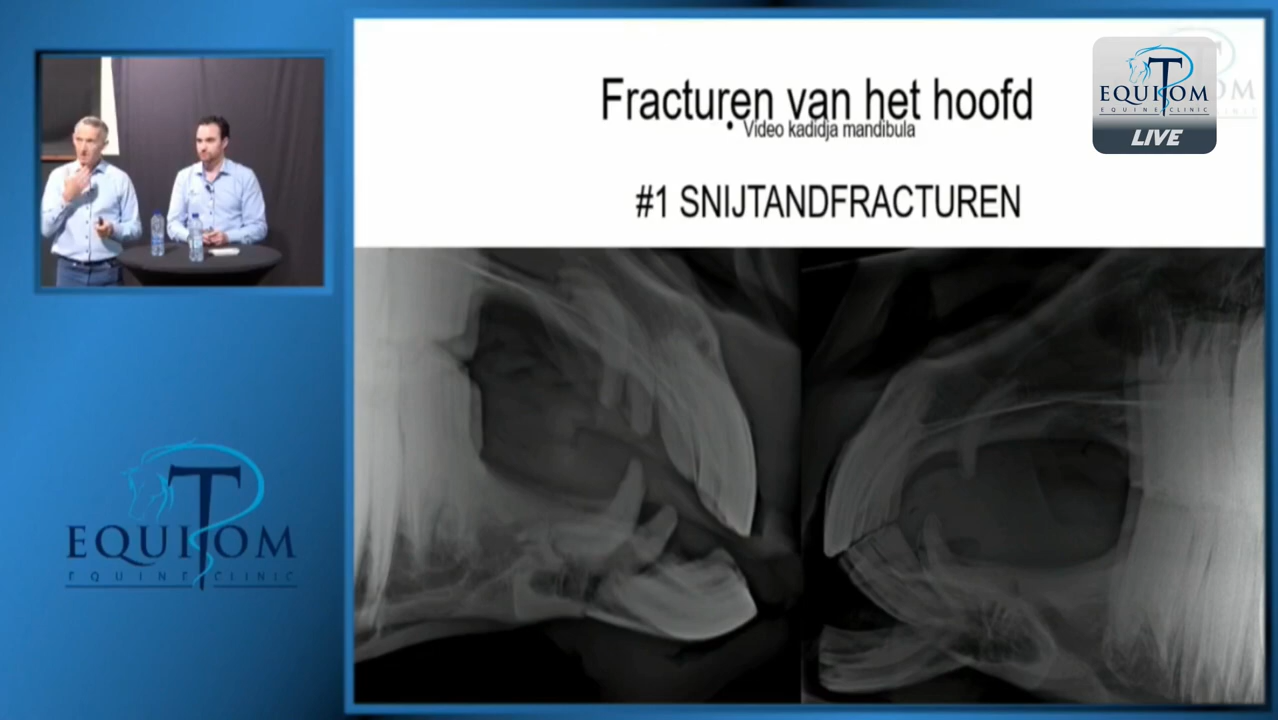 Fracturen van het hoofd
• Video kadidja mandibula
#1 SNIJTANDFRACTUREN
EQUITOM
EQUINE CLINIC
LIVE
EQUITOM
EQUINE CLINIC